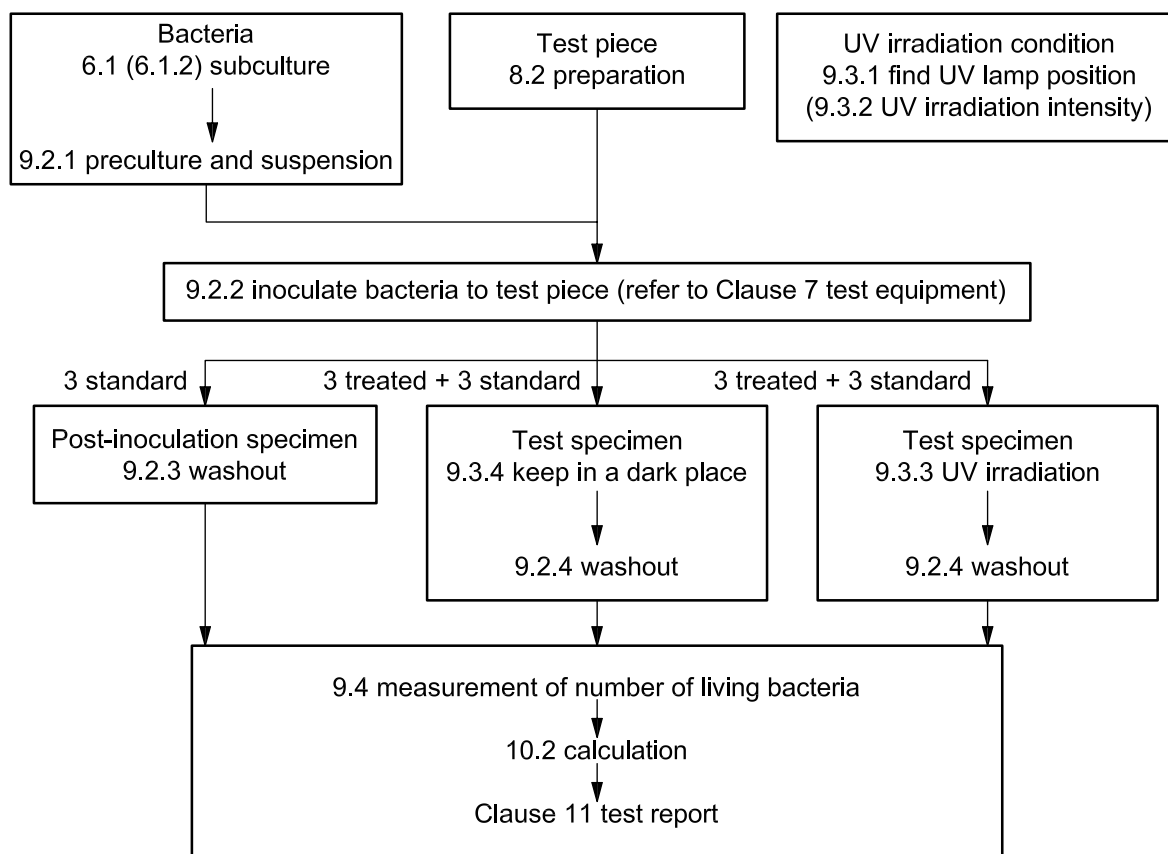 Bacteria
6.1 (6.1.2) subculture
9.2.1 preculture and suspension
Test piece
8.2 preparation
UV irradiation condition
9.3.1 find UV lamp position
(9.3.2 UV irradiation intensity)
9.2.2 inoculate bacteria to test piece (refer to Clause 7 test equipment)
3 standard
3 treated + 3 standard
3 treated + 3 standard
Post-inoculation specimen
9.2.3 washout
Test specimen
9.3.4 keep in a dark place
9.2.4 washout
Test specimen
9.3.3 UV irradiation
9.2.4 washout
9.4 measurement of number of living bacteria
10.2 calculation
Clause 11 test report